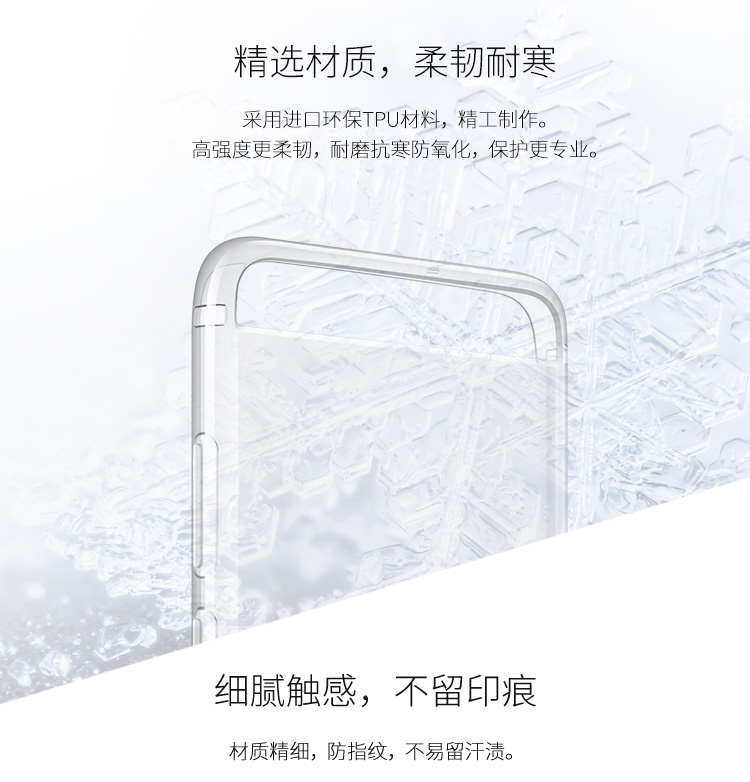 精选材质，柔韧耐寒
采用进口环保TPU材料，精工制作。
高强度更柔韧，耐磨抗寒防氧化，保护更专业。
细腻触感，不留印痕
材质精细，防指纹，不易留汗渍。